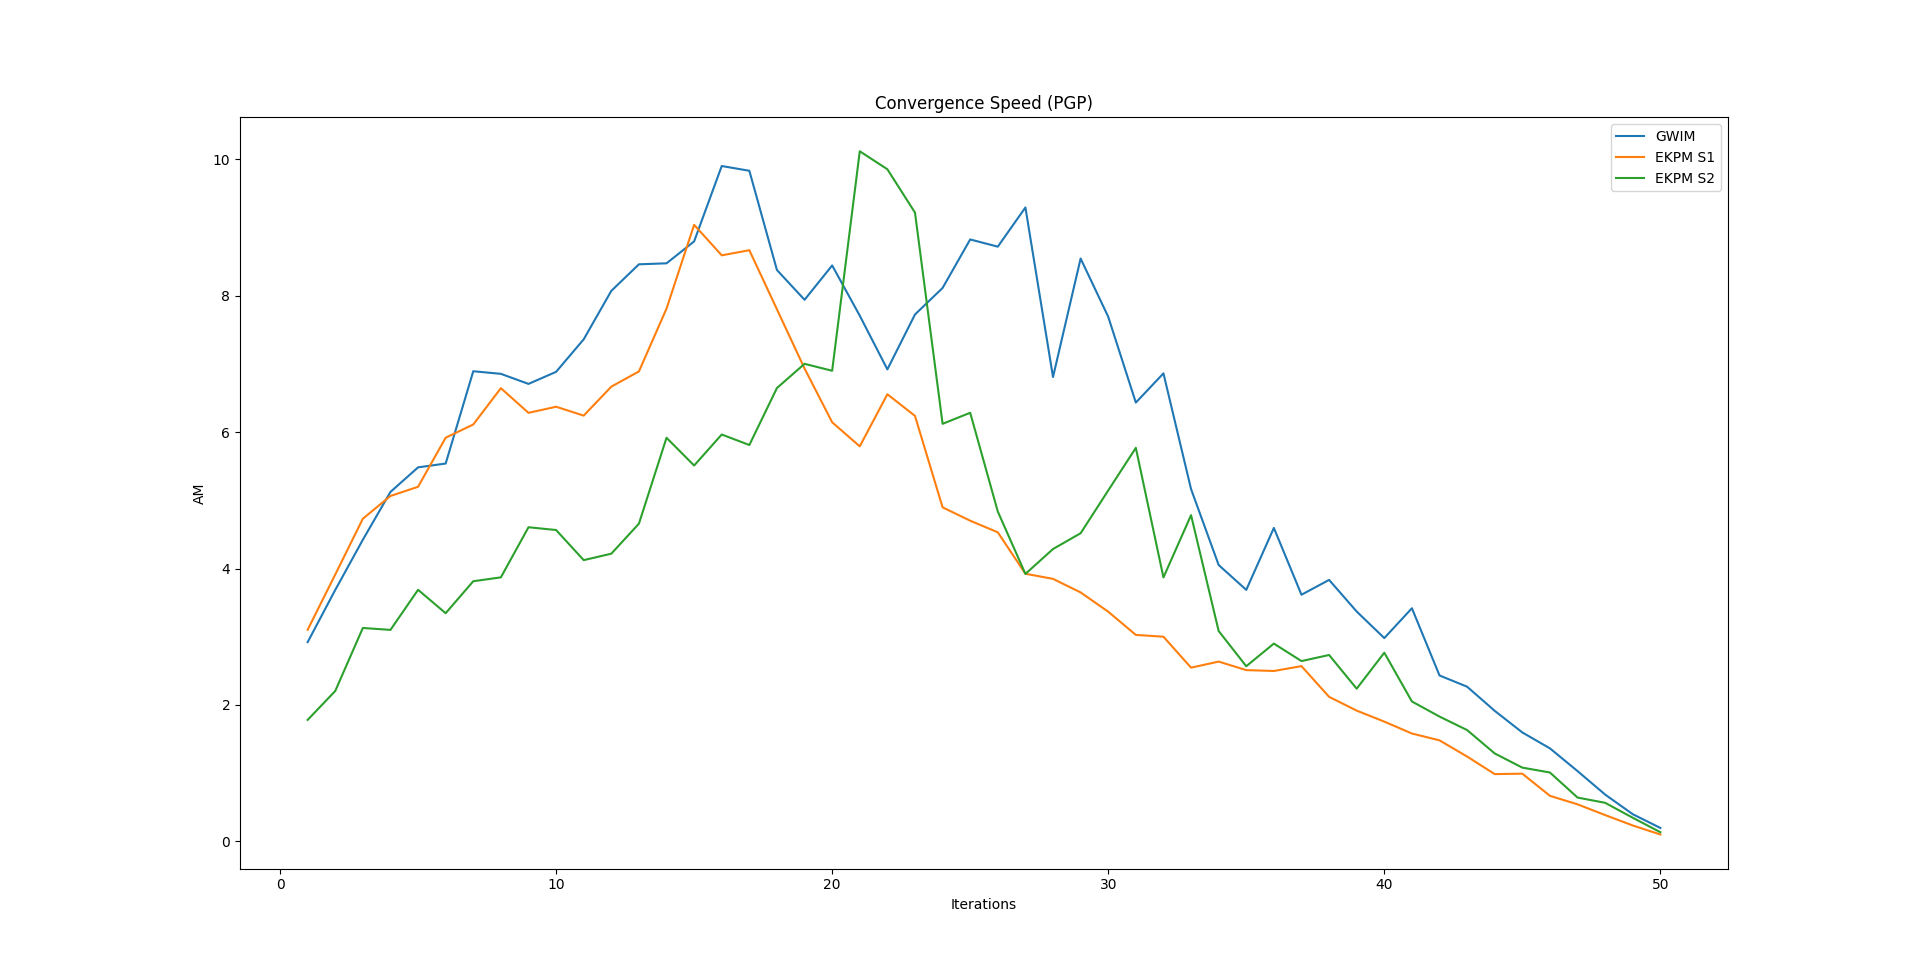 Convergence Speed (PGP)
GWIM
EKPM S1
EKPM S2
10
8
6
4
2
0
AM
0 10 20 30 40 50
Iterations